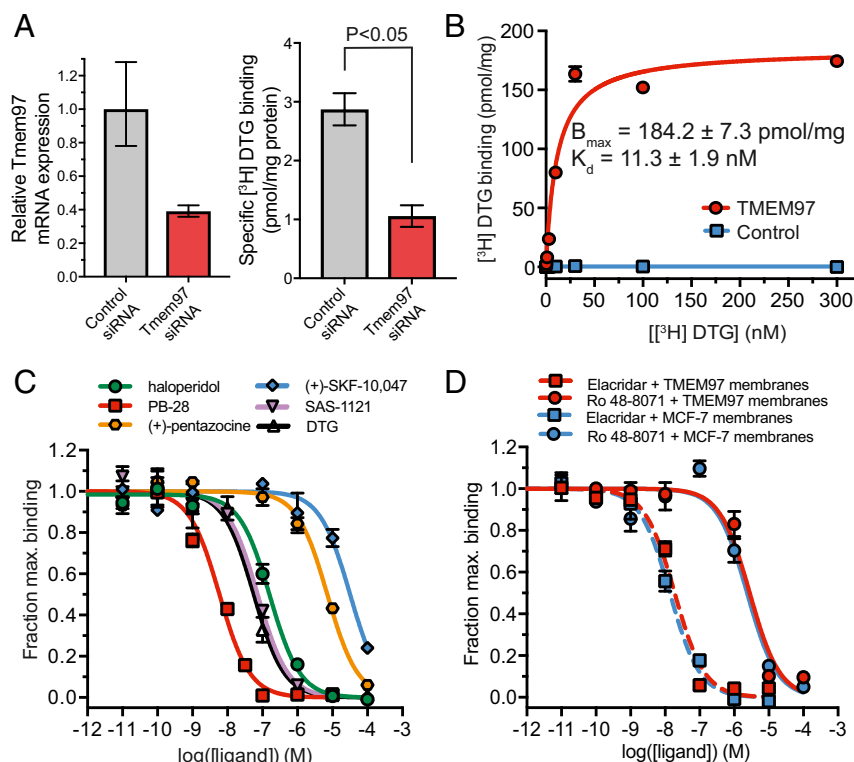 A
Relative Tmem97
mRNA expression
1.2
1.0
0.8
0.6
0.4
0.2
0.0
Control
siRNA
Tmem97
siRNA
Specific [³H] DTG binding
(pmol/mg protein)
4
3
2
1
0
P<0.05
Control
siRNA
Tmem97
siRNA
B
[³H] DTG binding (pmol/mg)
200
150
100
50
0
Bmax = 184.2 ± 7.3 pmol/mg
Kd = 11.3 ± 1.9 nM
TMEM97
Control
0 50 100 150 200 250 300
[[³H] DTG] (nM)
C
haloperidol
PB-28
(+)-pentazocine
(+)-SKF-10,047
SAS-1121
DTG
Fraction max. binding
1.2
1.0
0.8
0.6
0.4
0.2
0.0
-12 -11 -10 -9 -8 -7 -6 -5 -4 -3
log([ligand]) (M)
D
Elacridar + TMEM97 membranes
Ro 48-8071 + TMEM97 membranes
Elacridar + MCF-7 membranes
Ro 48-8071 + MCF-7 membranes
Fraction max. binding
1.2
1.0
0.8
0.6
0.4
0.2
0.0
-12 -11 -10 -9 -8 -7 -6 -5 -4 -3
log([ligand]) (M)